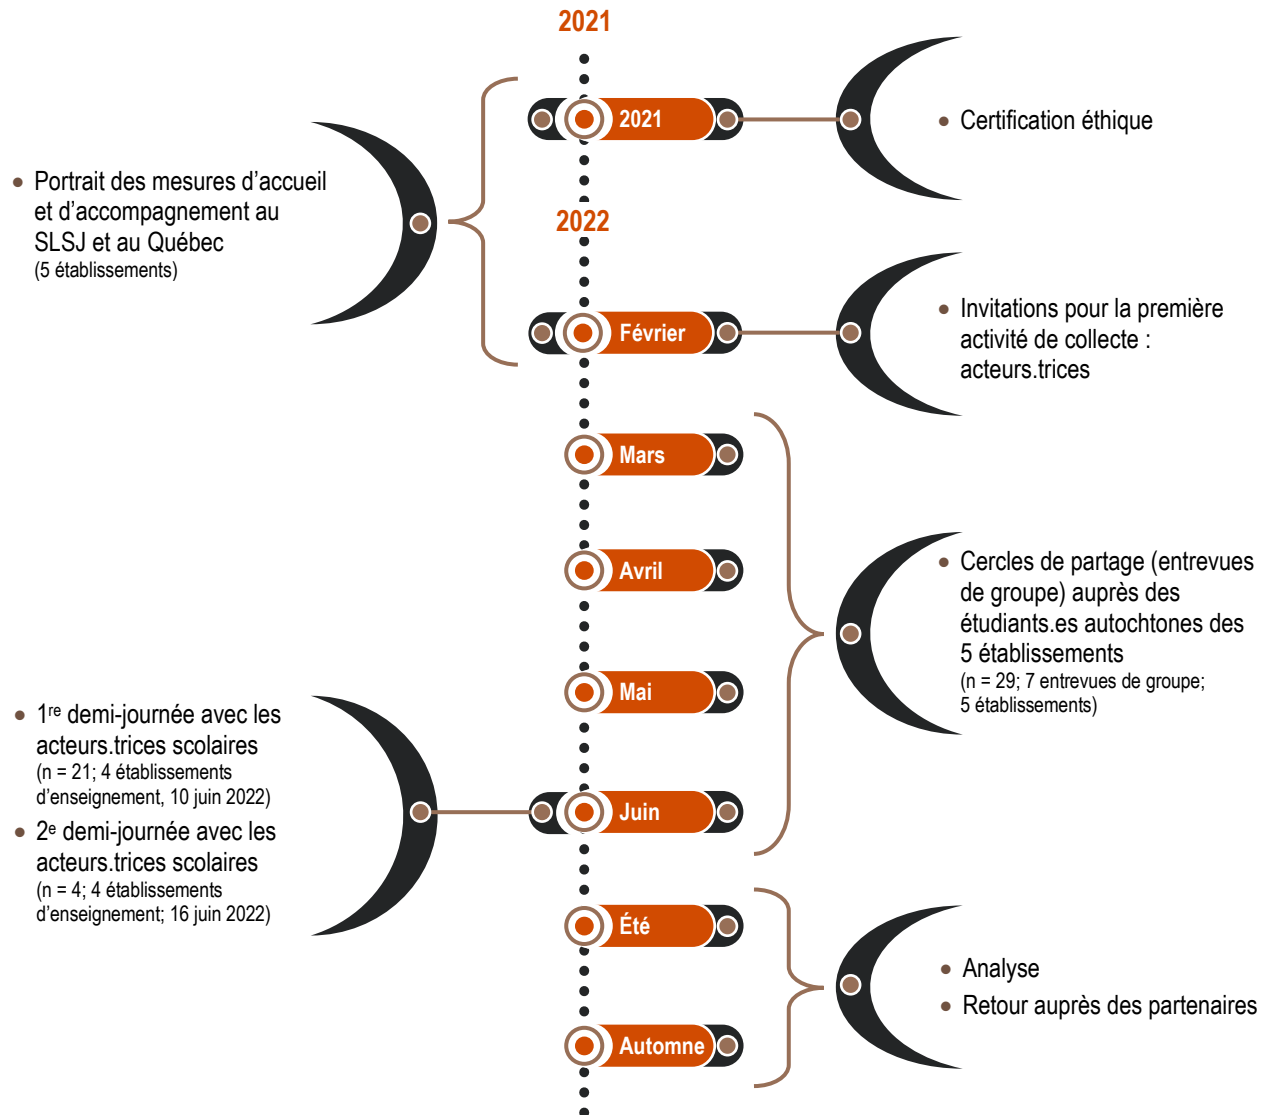 2021
2021
• Certification éthique
• Portrait des mesures d’accueil
et d’accompagnement au
SLSJ et au Québec
(5 établissements)
2022
Février
• Invitations pour la première
activité de collecte :
acteurs.trices
Mars
Avril
• Cercles de partage (entrevues
de groupe) auprès des
étudiants.es autochtones des
5 établissements
(n = 29; 7 entrevues de groupe;
5 établissements)
Mai
• 1re demi-journée avec les
acteurs.trices scolaires
(n = 21; 4 établissements
d’enseignement, 10 juin 2022)
• 2e demi-journée avec les
acteurs.trices scolaires
(n = 4; 4 établissements
d’enseignement; 16 juin 2022)
Juin
Été
• Analyse
• Retour auprès des partenaires
Automne